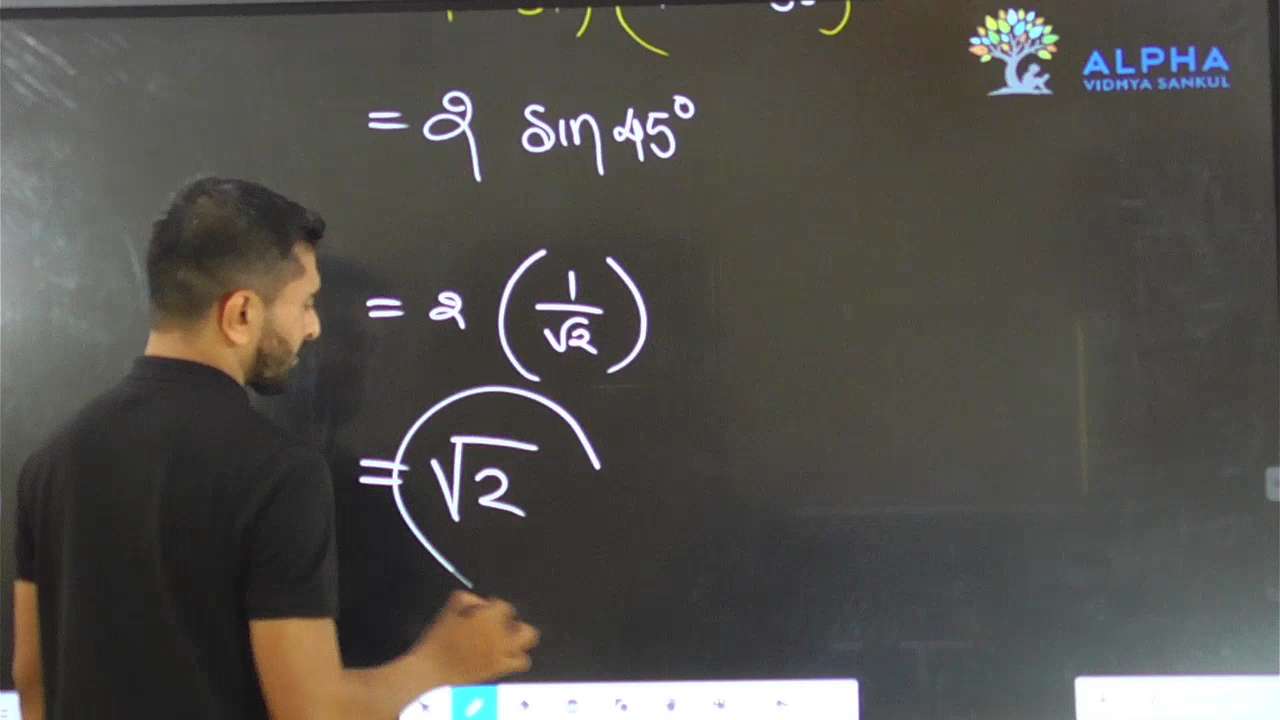 ALPHA
VIDHYA SANKUL
= 2 sin 45°
= 2 (1/√2)
= √2